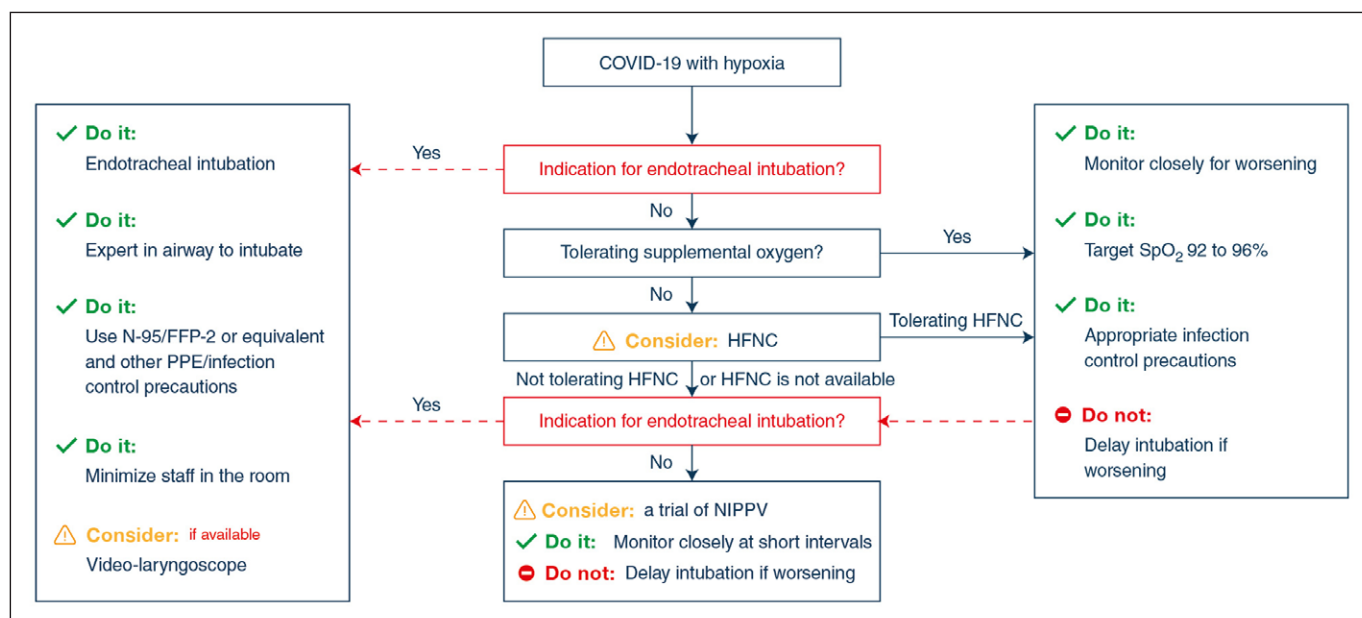 COVID-19 with hypoxia
Do it:
Endotracheal intubation
Do it:
Expert in airway to intubate
Do it:
Use N-95/FFP-2 or equivalent
and other PPE/infection
control precautions
Do it:
Minimize staff in the room
Consider: if available
Video-laryngoscope
Yes
Indication for endotracheal intubation?
No
Tolerating supplemental oxygen?
Yes
No
Consider: HFNC
Tolerating HFNC
Not tolerating HFNC or HFNC is not available
Yes
Indication for endotracheal intubation?
No
Consider: a trial of NIPPV
Do it: Monitor closely at short intervals
Do not: Delay intubation if worsening
Do it:
Monitor closely for worsening
Do it:
Target SpO₂ 92 to 96%
Do it:
Appropriate infection
control precautions
Do not:
Delay intubation if
worsening